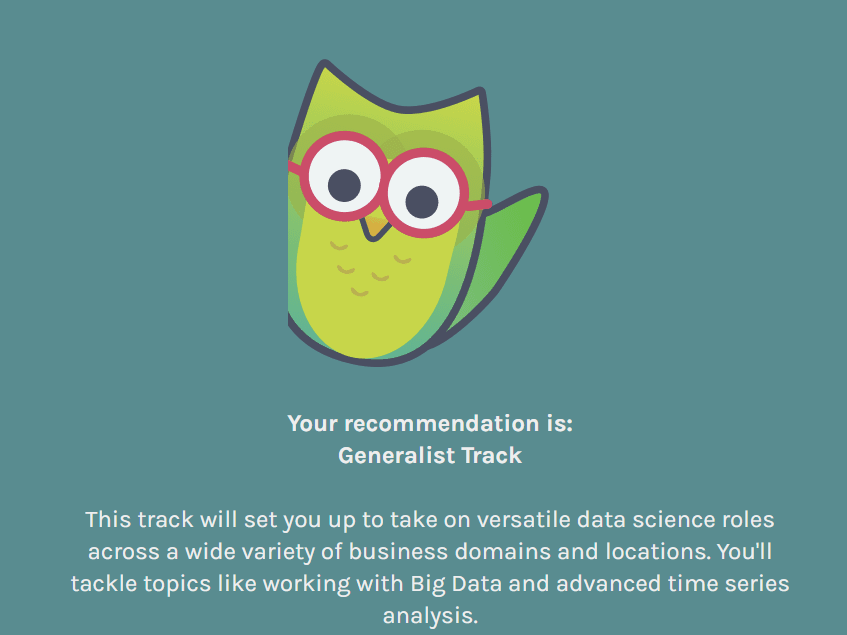 Your recommendation is:
Generalist Track
This track will set you up to take on versatile data science roles
across a wide variety of business domains and locations. You'll
tackle topics like working with Big Data and advanced time series
analysis.